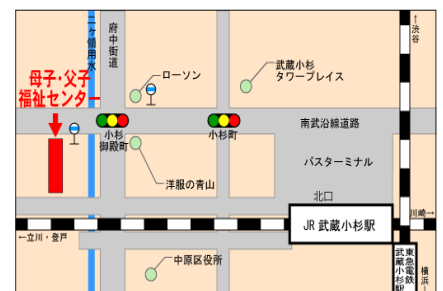 二ヶ領用水
府中街道
←渋谷
母子・父子
福祉センター
ローソン
武蔵小杉
タワープレイス
小杉
御殿町
小杉町
南武沿線道路
洋服の青山
バスターミナル
北口
JR 武蔵小杉駅
川崎→
←立川・登戸
中原区役所
東急電鉄
武蔵小杉駅
横浜→